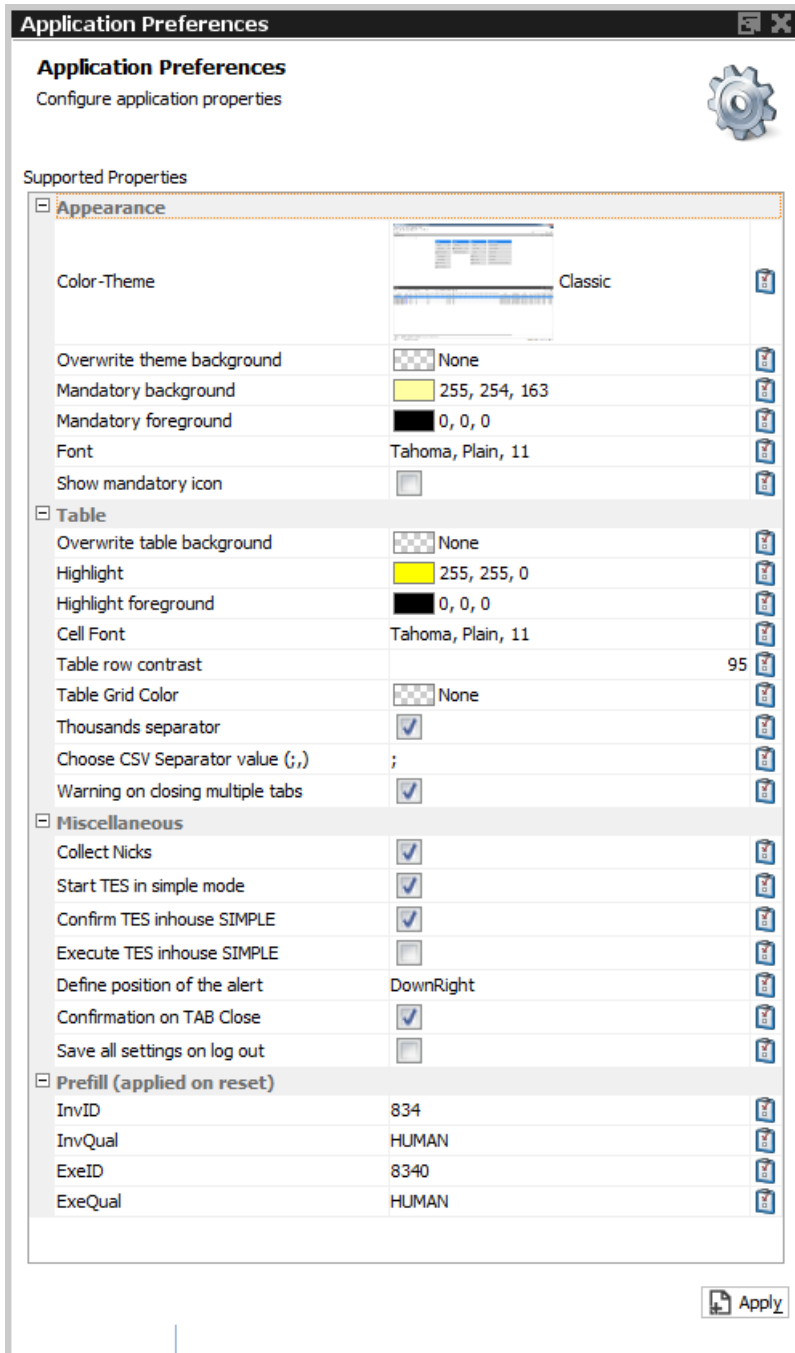 Application Preferences
Application Preferences
Configure application properties
Supported Properties
Appearance
Color-Theme Classic
Overwrite theme background None
Mandatory background 255, 254, 163
Mandatory foreground 0, 0, 0
Font Tahoma, Plain, 11
Show mandatory icon
Table
Overwrite table background None
Highlight 255, 255, 0
Highlight foreground 0, 0, 0
Cell Font Tahoma, Plain, 11
Table row contrast 95
Table Grid Color None
Thousands separator
Choose CSV Separator value (;,) ;
Warning on closing multiple tabs
Miscellaneous
Collect Nicks
Start TES in simple mode
Confirm TES inhouse SIMPLE
Execute TES inhouse SIMPLE
Define position of the alert DownRight
Confirmation on TAB Close
Save all settings on log out
Prefill (applied on reset)
InvID 834
InvQual HUMAN
ExeID 8340
ExeQual HUMAN
Apply